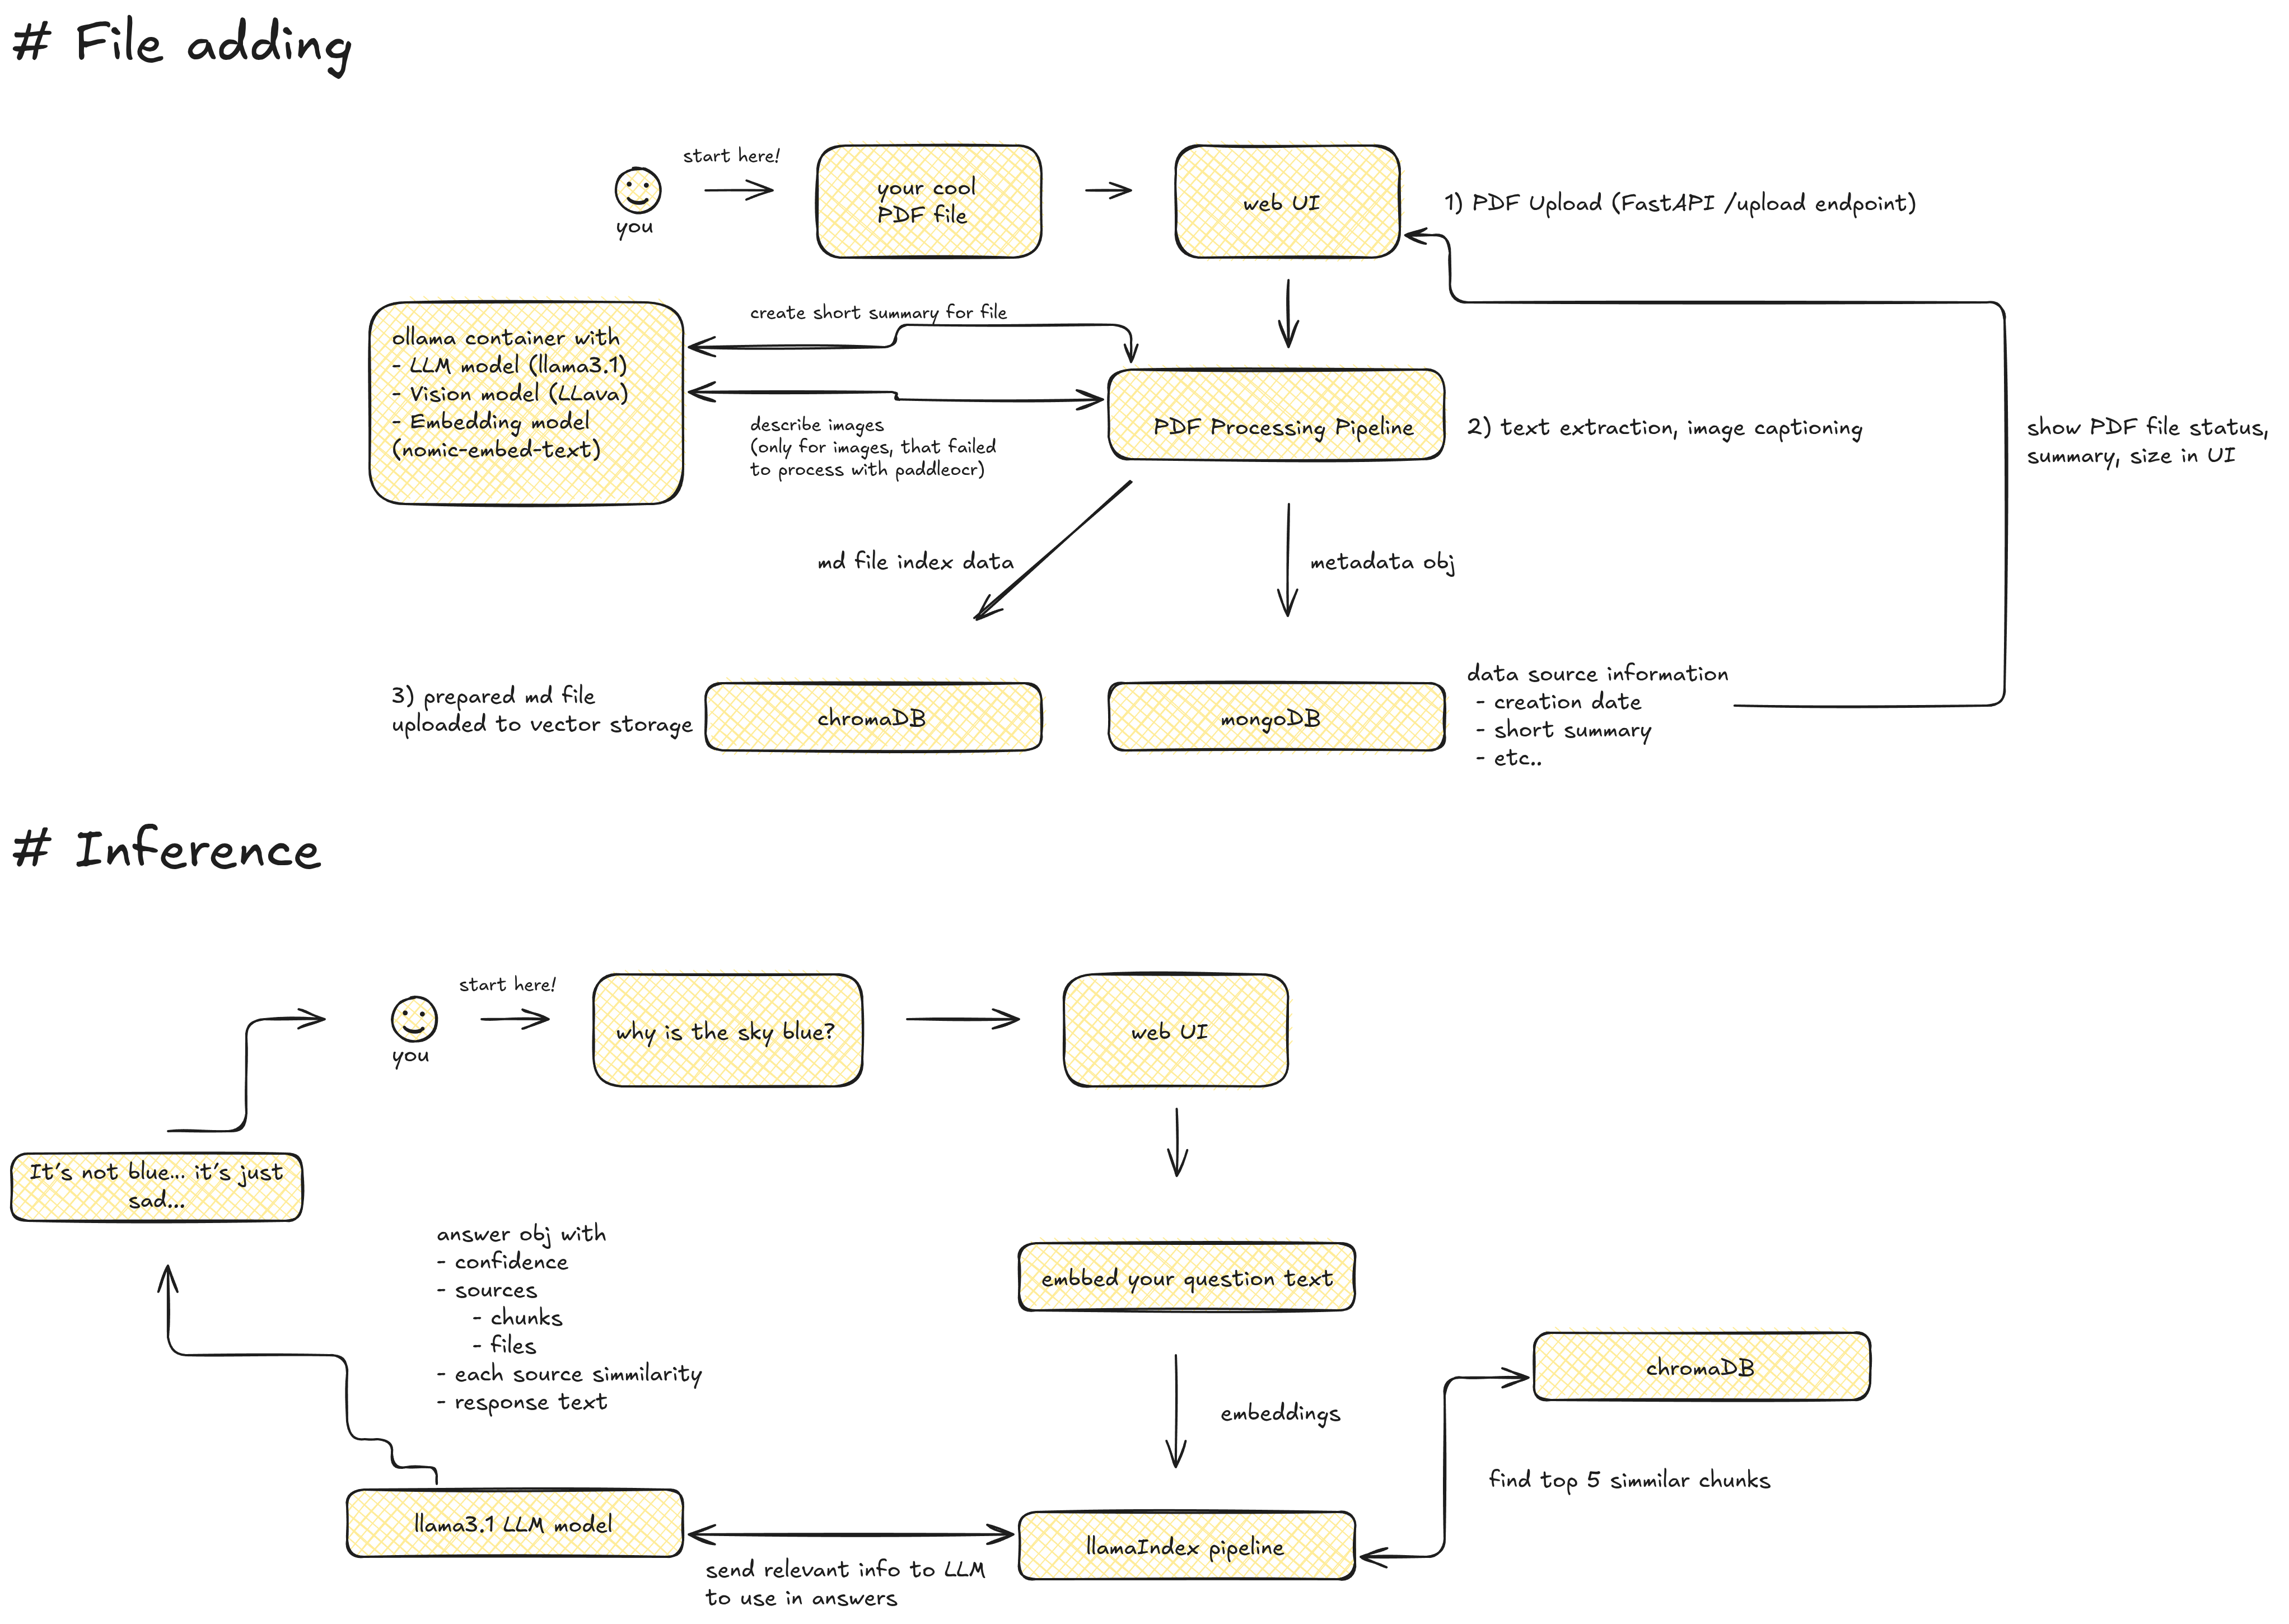 # File adding
start here!
you
your cool
PDF file
web UI
1) PDF Upload (FastAPI /upload endpoint)
create short summary for file
ollama container with
- LLM model (llama3.1)
- Vision model (LLava)
- Embedding model
(nomic-embed-text)
describe images
(only for images, that failed
to process with paddleocr)
PDF Processing Pipeline
2) text extraction, image captioning
show PDF file status,
summary, size in UI
md file index data
metadata obj
3) prepared md file
uploaded to vector storage
chromaDB
mongoDB
data source information
- creation date
- short summary
- etc..
# Inference
start here!
you
why is the sky blue?
web UI
It's not blue... it's just
sad...
answer obj with
- confidence
- sources
- chunks
- files
- each source simmilarity
- response text
embbed your question text
embeddings
chromaDB
find top 5 simmilar chunks
llama3.1 LLM model
send relevant info to LLM
to use in answers
llamaIndex pipeline